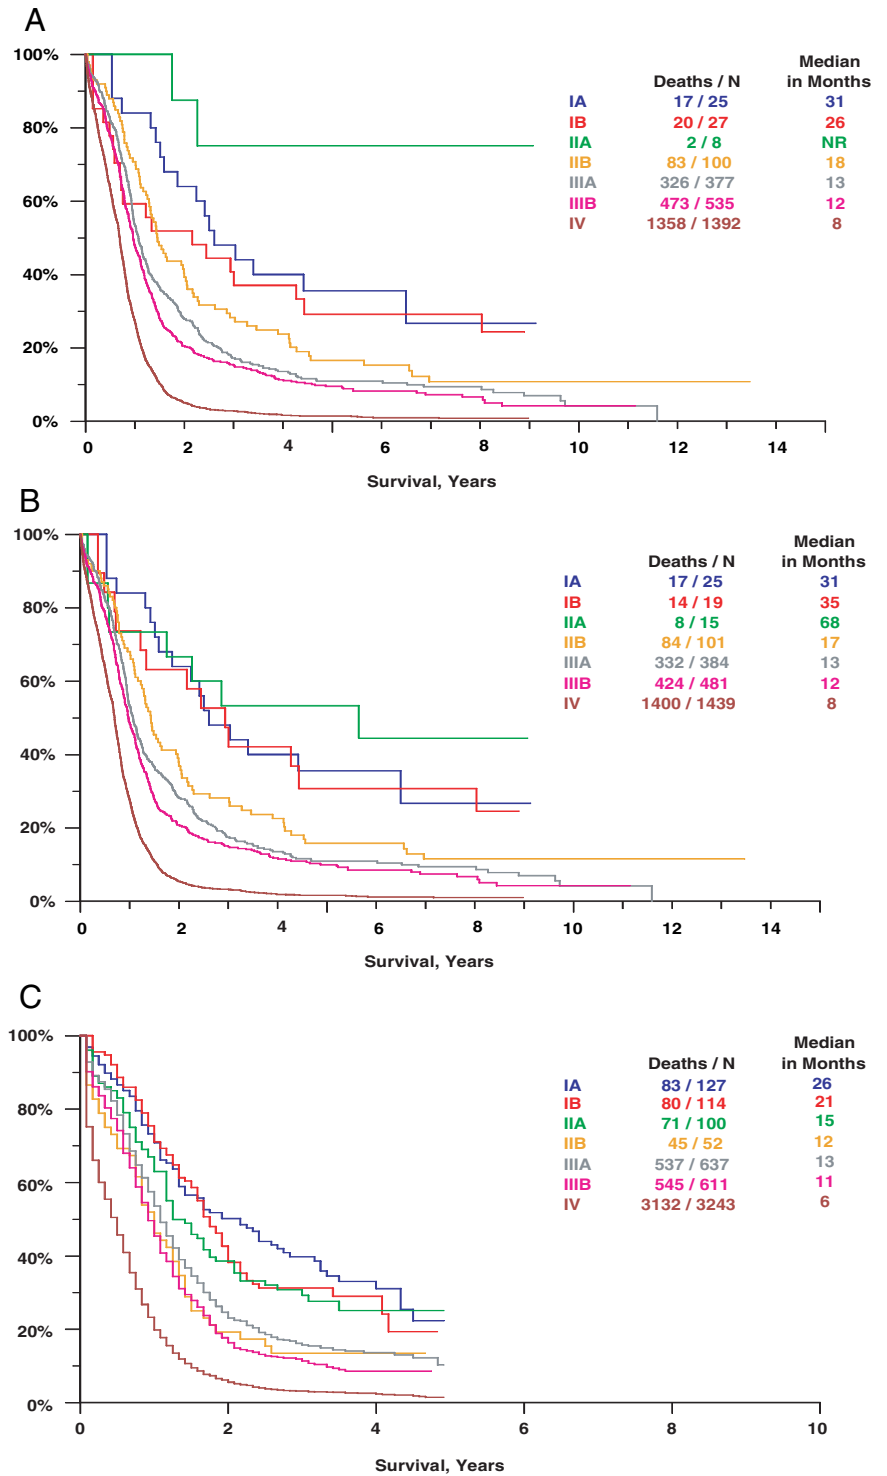 A
Median
Deaths / N in Months
IA 17 / 25 31
IB 20 / 27 26
IIA 2 / 8 NR
IIB 83 / 100 18
IIIA 326 / 377 13
IIIB 473 / 535 12
IV 1358 / 1392 8
100%
80%
60%
40%
20%
0%
0 2 4 6 8 10 12 14
Survival, Years
B
Median
Deaths / N in Months
IA 17 / 25 31
IB 14 / 19 35
IIA 8 / 15 68
IIB 84 / 101 17
IIIA 332 / 384 13
IIIB 424 / 481 12
IV 1400 / 1439 8
100%
80%
60%
40%
20%
0%
0 2 4 6 8 10 12 14
Survival, Years
C
Median
Deaths / N in Months
IA 83 / 127 26
IB 80 / 114 21
IIA 71 / 100 15
IIB 45 / 52 12
IIIA 537 / 637 13
IIIB 545 / 611 11
IV 3132 / 3243 6
100%
80%
60%
40%
20%
0%
0 2 4 6 8 10
Survival, Years